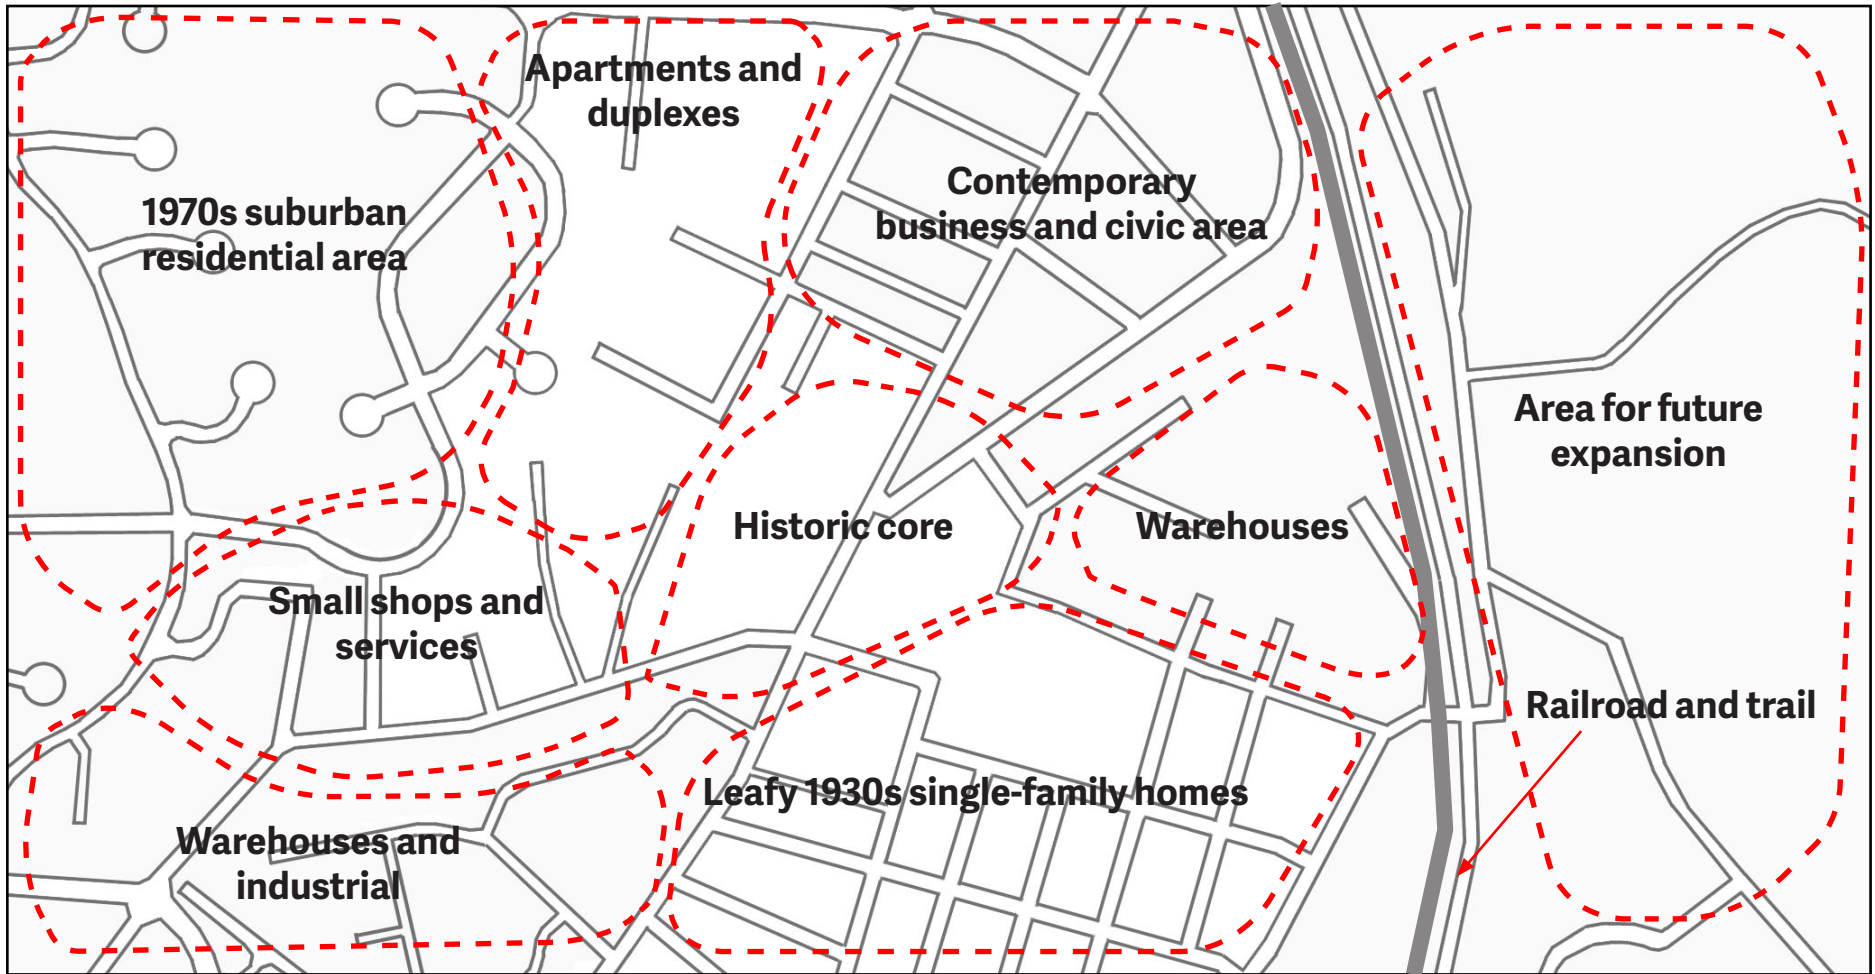 Apartments and
duplexes
Contemporary
business and civic area
1970s suburban
residential area
Area for future
expansion
Historic core
Warehouses
Small shops and
services
Railroad and trail
Leafy 1930s single-family homes
Warehouses and
industrial